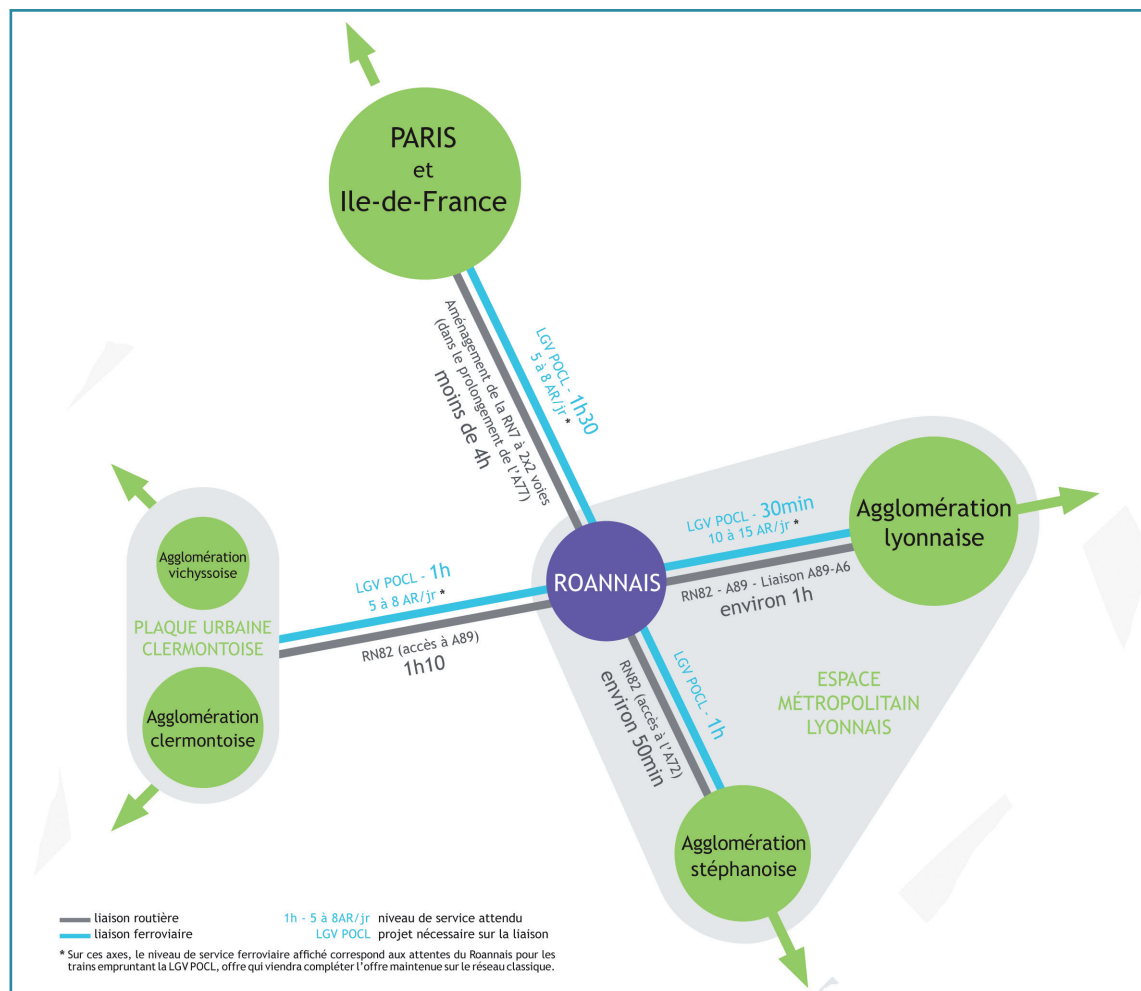 PARIS
et
Ile-de-France
Aménagement de la RN7 à 2x2 voies
(dans le prolongement de l'A77)
moins de 4h
LGV POCL - 1h30
5 à 8 AR/jr *
Agglomération
vichyssoise
PLAQUE URBAINE
CLERMONTOISE
Agglomération
clermontoise
LGV POCL - 1h
5 à 8 AR/jr *
RN82 (accès à A89)
1h10
ROANNAIS
LGV POCL - 30min
10 à 15 AR/jr *
RN82 - A89 - Liaison A89-A6
environ 1h
Agglomération
lyonnaise
LGV POCL - 1h
RN82 (accès à l'A72)
environ 50min
ESPACE
MÉTROPOLITAIN
LYONNAIS
Agglomération
stéphanoise
liaison routière
liaison ferroviaire
1h - 5 à 8AR/jr niveau de service attendu
LGV POCL projet nécessaire sur la liaison
* Sur ces axes, le niveau de service ferroviaire affiché correspond aux attentes du Roannais pour les
trains empruntant la LGV POCL, offre qui viendra compléter l'offre maintenue sur le réseau classique.